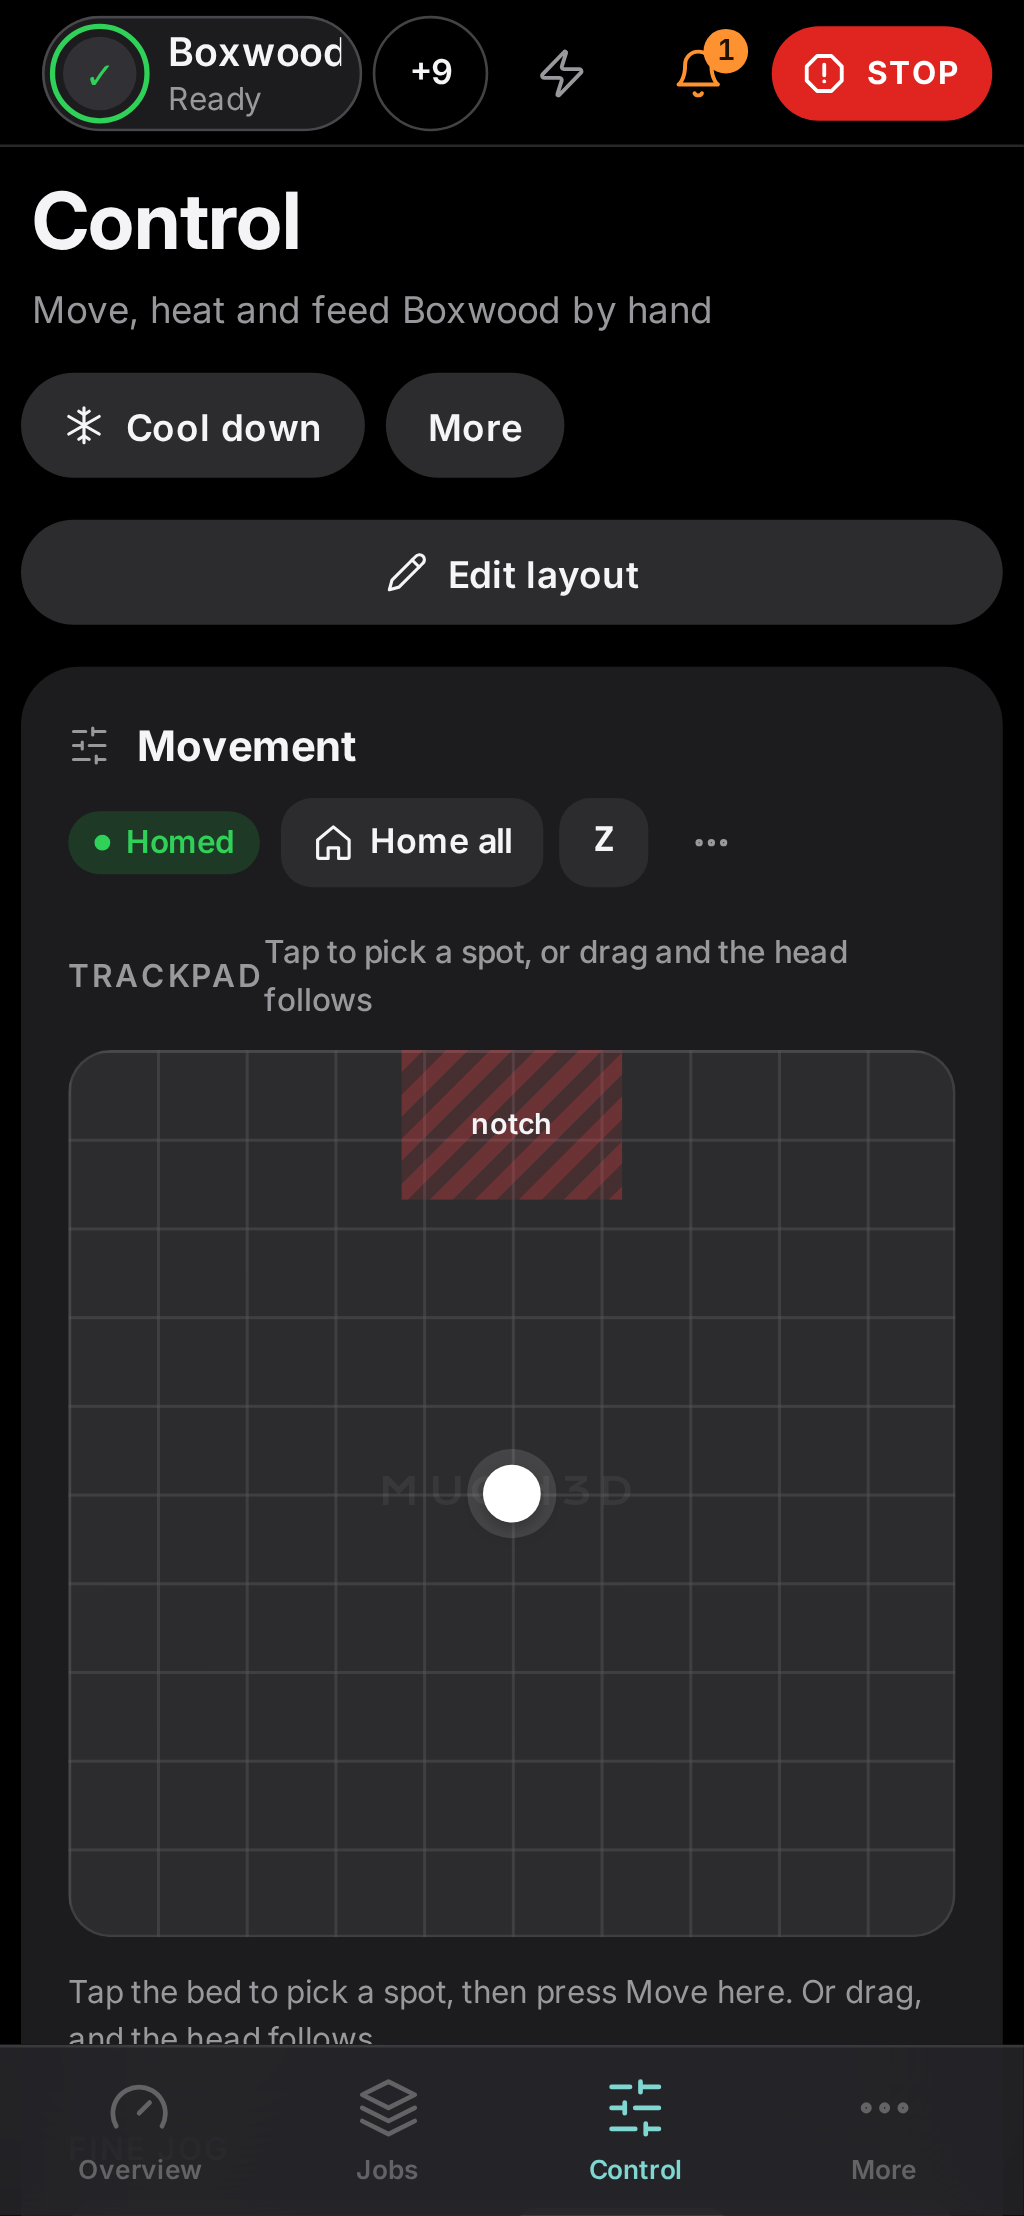 Boxwood
Ready
+9
1
STOP
Control
Move, heat and feed Boxwood by hand
Cool down
More
Edit layout
Movement
Homed
Home all
Z
TRACKPAD
Tap to pick a spot, or drag and the head
follows
notch
Tap the bed to pick a spot, then press Move here. Or drag,
and the head follows
FINE JOG
Overview
Jobs
Control
More